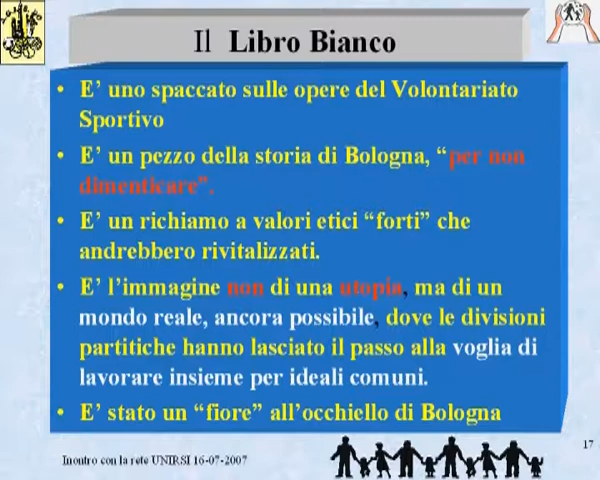 Il Libro Bianco
• E' uno spaccato sulle opere del Volontariato
Sportivo
• E' un pezzo della storia di Bologna, “per non
dimenticare”.
• E' un richiamo a valori etici “forti” che
andrebbero rivitalizzati.
• E' l'immagine non di una utopia, ma di un
mondo reale, ancora possibile, dove le divisioni
partitiche hanno lasciato il passo alla voglia di
lavorare insieme per ideali comuni.
• E' stato un “fiore” all'occhiello di Bologna
17
Inontro con la rete UNIRSI 16-07-2007